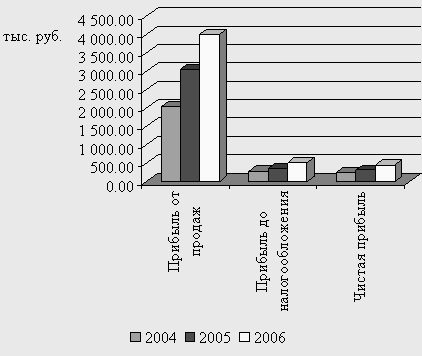 тыс. руб.
4 500.00
4 000.00
3 500.00
3 000.00
2 500.00
2 000.00
1 500.00
1 000.00
500.00
0.00
Прибыль от
продаж
Прибыль до
налогообложения
Чистая прибыль
2004 2005 2006